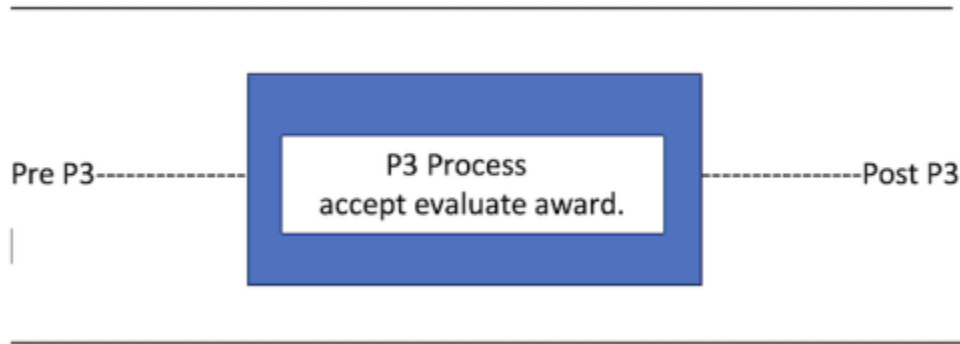 Pre P3--------------
P3 Process
accept evaluate award.
---------------Post P3